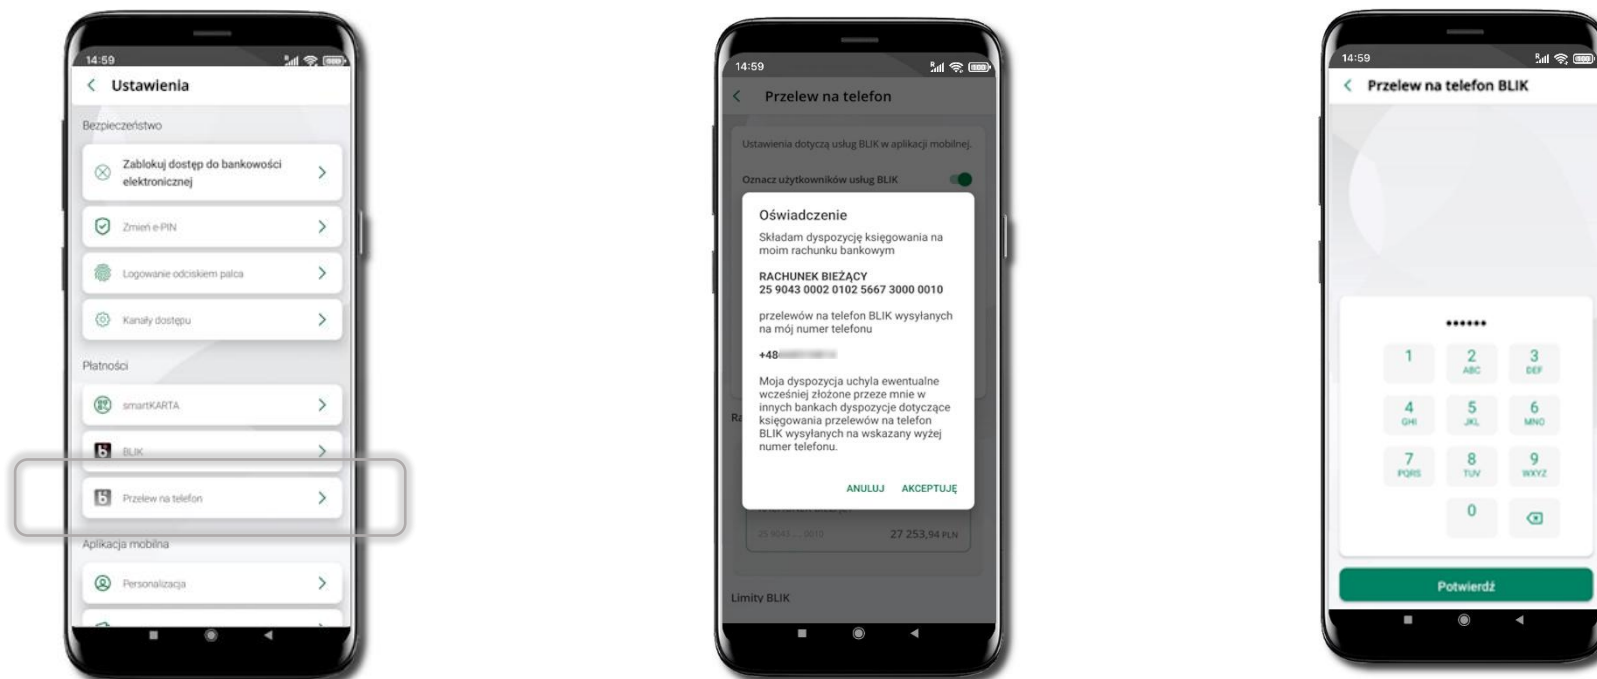 14:59
Ustawienia
Bezpieczeństwo
Zablokuj dostęp do bankowości
elektronicznej
Zmień e-PIN
Logowanie odciskiem palca
Kanały dostępu
Płatności
smartKARTA
BLIK
Przelew na telefon
Aplikacja mobilna
Personalizacja
14:59
Przelew na telefon
Ustawienia dotyczą usług BLIK w aplikacji mobilnej.
Oznacz użytkowników usług BLIK
Oświadczenie
Składam dyspozycję księgowania na
moim rachunku bankowym
RACHUNEK BIEŻĄCY
25 9043 0002 0102 5667 3000 0010
przelewów na telefon BLIK wysyłanych
na mój numer telefonu
+48
Moja dyspozycja uchyla ewentualne
wcześniej złożone przeze mnie w
innych bankach dyspozycje dotyczące
księgowania przelewów na telefon
BLIK wysyłanych na wskazany wyżej
numer telefonu.
ANULUJ AKCEPTUJĘ
25 9043 ... 0010 27 253,94 PLN
Limity BLIK
14:59
Przelew na telefon BLIK
••••••
1 2 3
ABC DEF
4 5 6
GHI JKL MNO
7 8 9
PQRS TUV WXYZ
0
Potwierdź